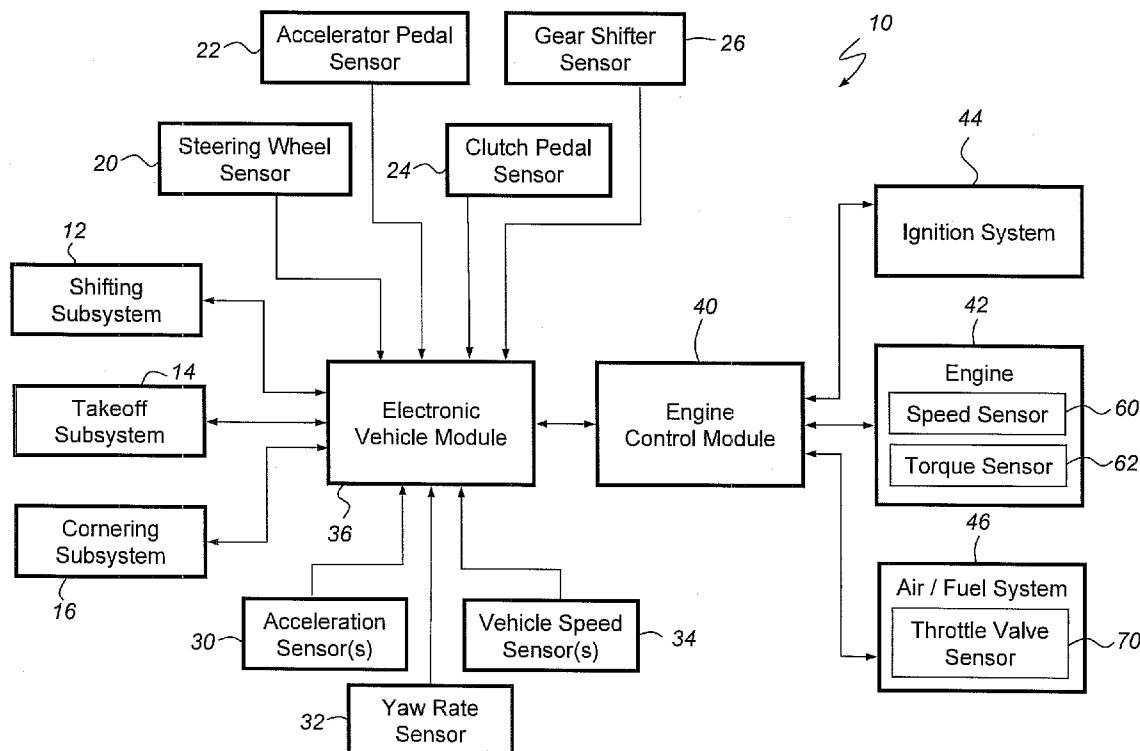 22
Accelerator Pedal
Sensor
Gear Shifter
Sensor
26
10
20
Steering Wheel
Sensor
24
Clutch Pedal
Sensor
44
Ignition System
12
Shifting
Subsystem
14
Takeoff
Subsystem
Cornering
Subsystem
16
Electronic
Vehicle Module
36
40
Engine
Control Module
42
Engine
Speed Sensor
60
Torque Sensor
62
46
Air / Fuel System
Throttle Valve
Sensor
70
30
Acceleration
Sensor(s)
Vehicle Speed
Sensor(s)
34
32
Yaw Rate
Sensor